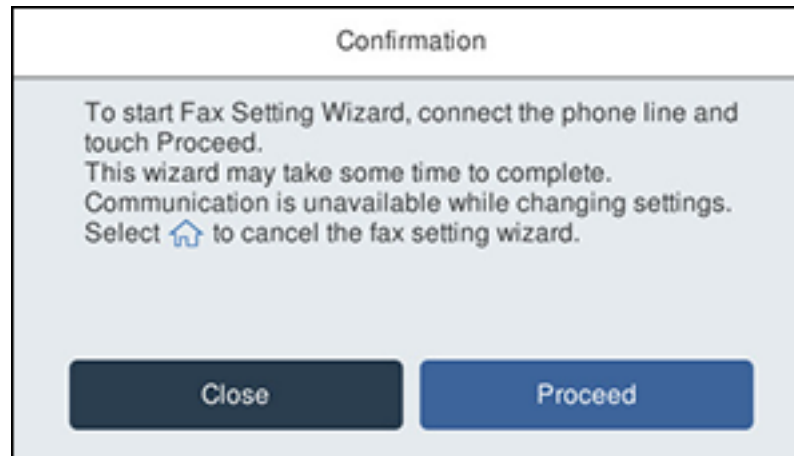 Confirmation
To start Fax Setting Wizard, connect the phone line and
touch Proceed.
This wizard may take some time to complete.
Communication is unavailable while changing settings.
Select to cancel the fax setting wizard.
Close
Proceed